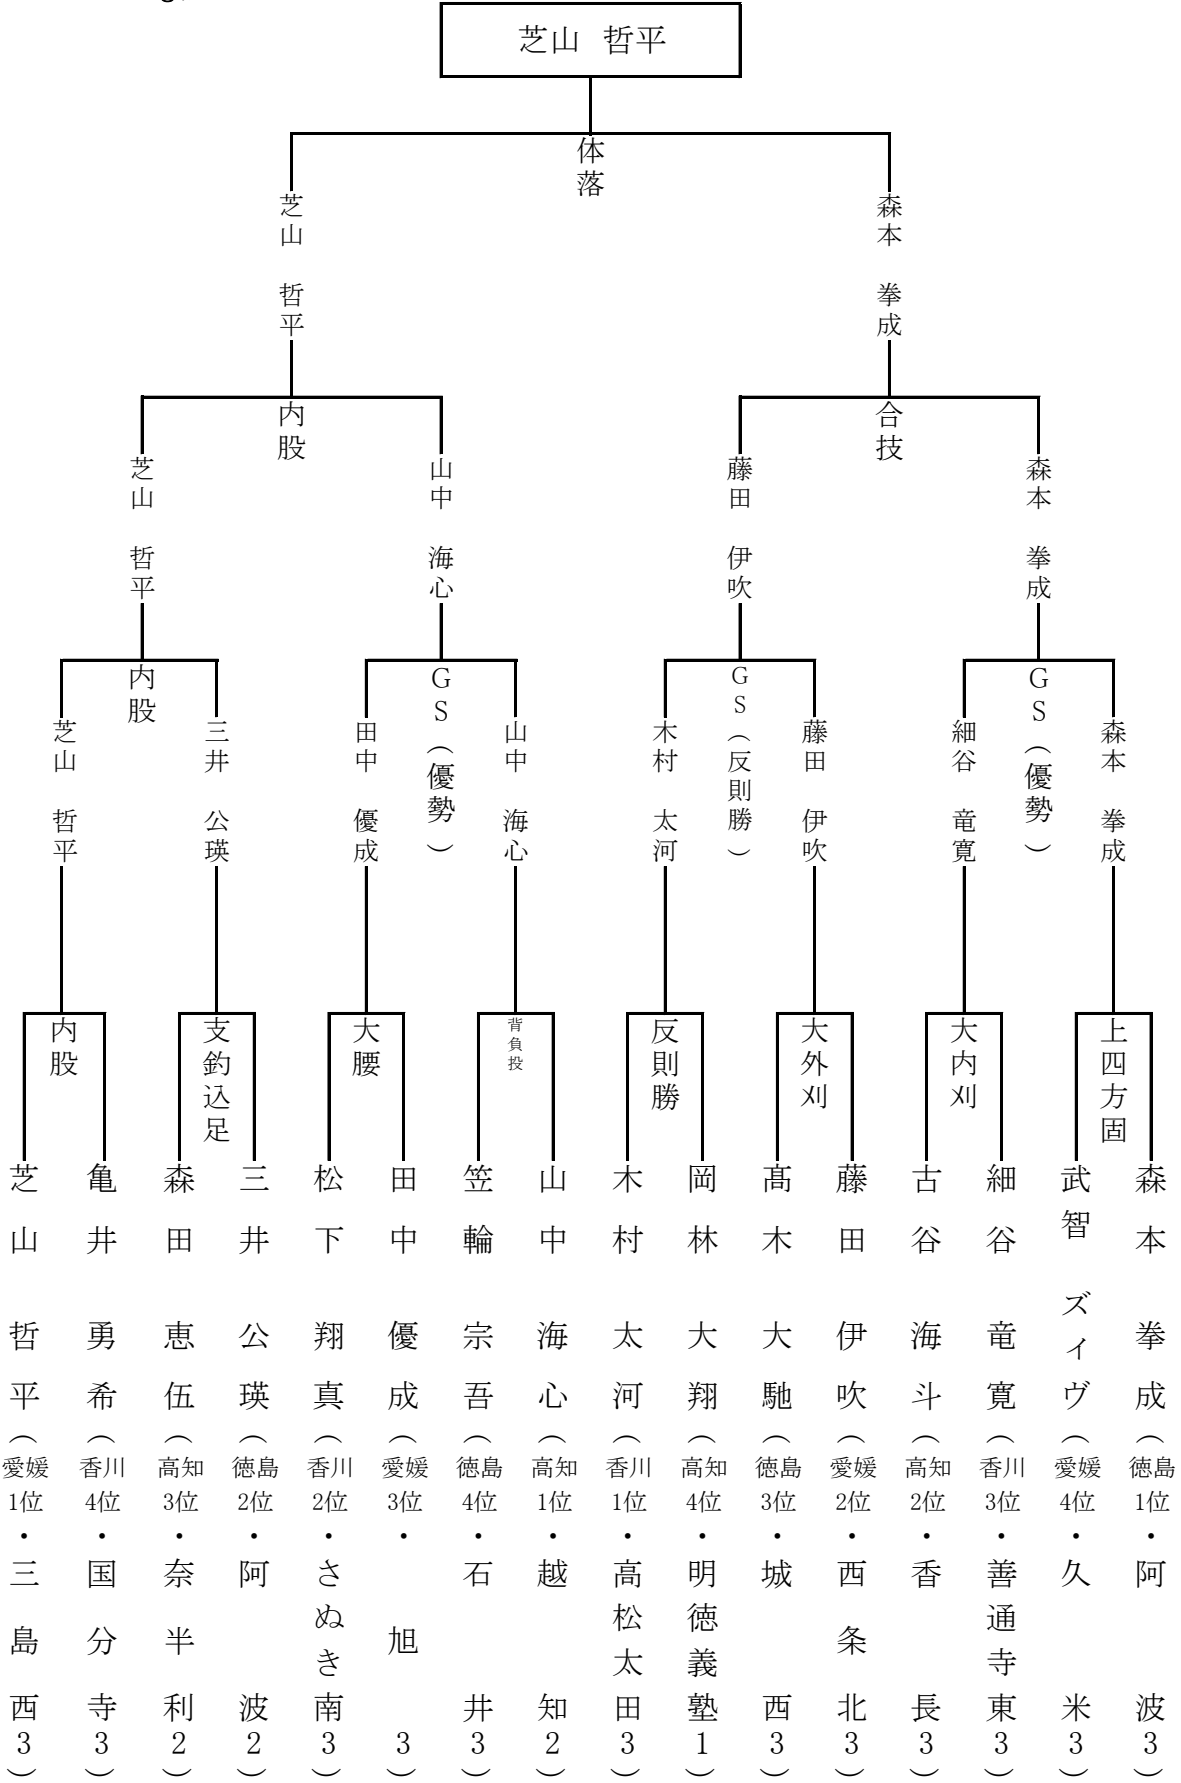 芝山 哲平
体落
芝山 哲平
森本 拳成
内股
合技
芝山 哲平
山中 海心
藤田 伊吹
森本 拳成
内股
GS(優勢)
GS(反則勝)
GS(優勢)
芝山 哲平
三井 公瑛
田中 優成
山中 海心
木村 太河
藤田 伊吹
細谷 竜寛
森本 拳成
内股
支釣込足
大腰
背負投
反則勝
大外刈
大内刈
上四方固
芝山 哲平(愛媛1位・三島西3)
亀井 勇希(香川4位・国分寺3)
森田 恵伍(高知3位・奈半利2)
三井 公瑛(徳島2位・阿波2)
松下 翔真(香川2位・さぬき南3)
田中 優成(愛媛3位・旭3)
笠輪 宗吾(徳島4位・石井3)
山中 海心(高知1位・越知2)
木村 太河(香川1位・高松太田3)
岡林 大翔(高知4位・明徳義塾1)
髙木 大馳(徳島3位・城西3)
藤田 伊吹(愛媛2位・西条北3)
古谷 海斗(高知2位・香長3)
細谷 竜寛(香川3位・善通寺東3)
武智 ズィヴ(愛媛4位・久米3)
森本 拳成(徳島1位・阿波3)